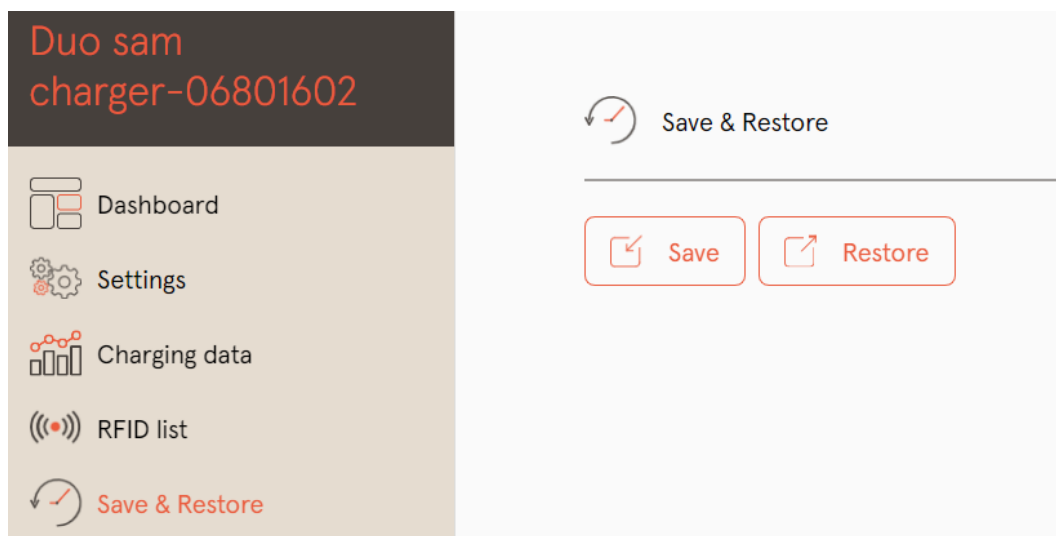 Duo sam
charger-06801602
Dashboard
Settings
Charging data
RFID list
Save & Restore
Save & Restore
Save
Restore